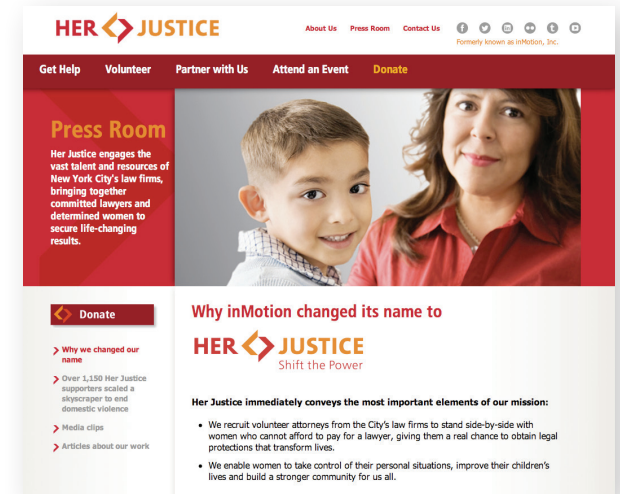 HER JUSTICE
About Us Press Room Contact Us
Formerly known as inMotion, Inc.
Get Help Volunteer Partner with Us Attend an Event Donate
Press Room
Her Justice engages the
vast talent and resources of
New York City's law firms,
bringing together
committed lawyers and
determined women to
secure life-changing
results.
Donate
Why we changed our
name
Over 1,150 Her Justice
supporters scaled a
skyscraper to end
domestic violence
Media clips
Articles about our work
Why inMotion changed its name to
HER JUSTICE
Shift the Power
Her Justice immediately conveys the most important elements of our mission:
• We recruit volunteer attorneys from the City's law firms to stand side-by-side with
women who cannot afford to pay for a lawyer, giving them a real chance to obtain legal
protections that transform lives.
• We enable women to take control of their personal situations, improve their children's
lives and build a stronger community for us all.